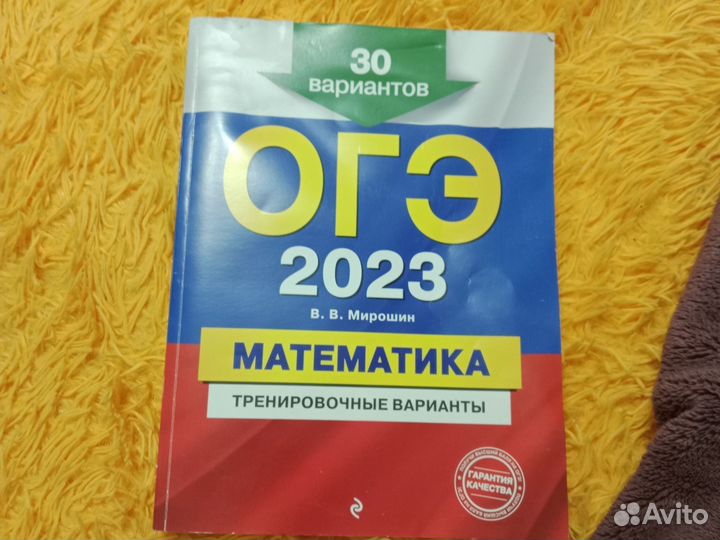 30
вариантов
ОГЭ
2023
В. В. Мирошин
МАТЕМАТИКА
ТРЕНИРОВОЧНЫЕ ВАРИАНТЫ
ГАРАНТИЯ
КАЧЕСТВА
Avito